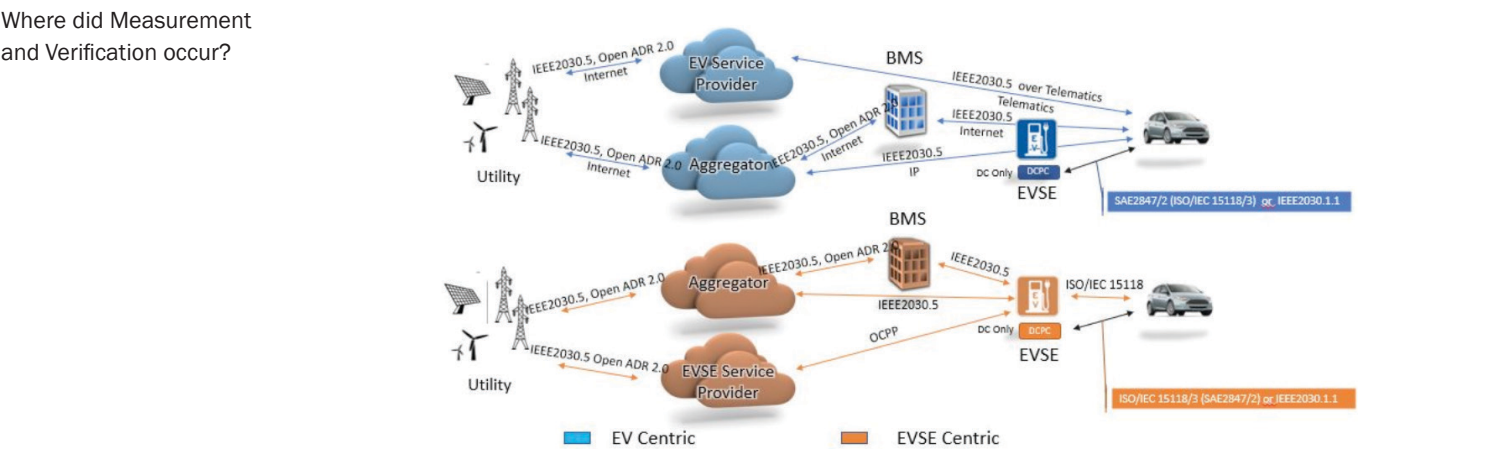 Where did Measurement
and Verification occur?
IEEE2030.5, Open ADR 2.0
Internet
EV Service
Provider
BMS
IEEE2030.5 over Telematics
Telematics
IEEE2030.5, Open ADR 2.0
Internet
IEEE2030.5
Internet
EV
IEEE2030.5, Open ADR 2.0
Internet
Aggregator
IEEE2030.5
IP
DC Only
DCPC
EVSE
Utility
SAE2847/2 (ISO/IEC 15118/3) or IEEE2030.1.1
BMS
IEEE2030.5, Open ADR 2.0
Aggregator
IEEE2030.5, Open ADR 2.0
IEEE2030.5
IEEE2030.5
EV
ISO/IEC 15118
OCPP
DC Only
DCPC
EVSE
IEEE2030.5 Open ADR 2.0
EVSE Service
Provider
Utility
ISO/IEC 15118/3 (SAE2847/2) or IEEE2030.1.1
EV Centric
EVSE Centric